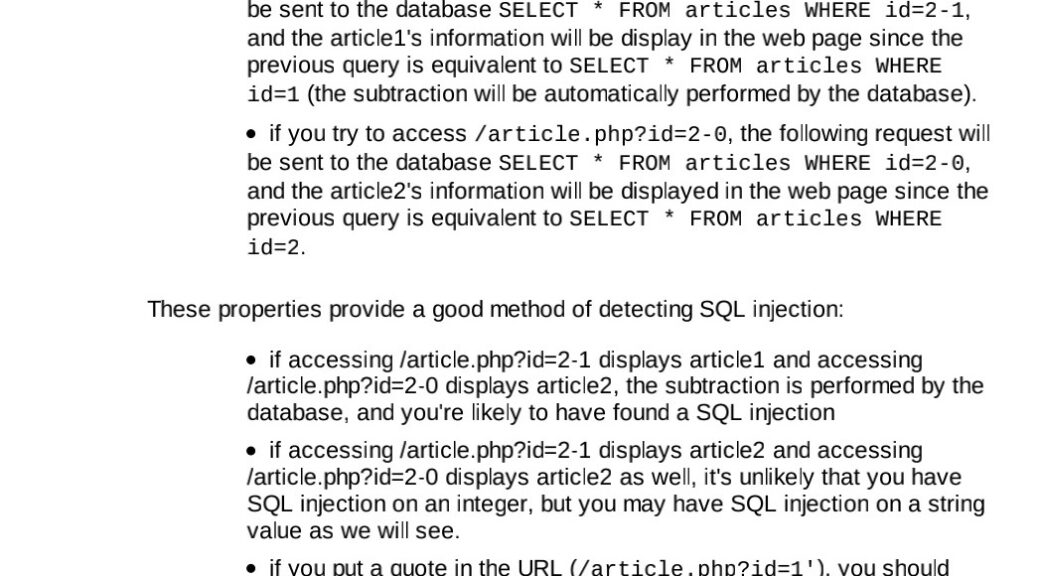 be sent to the database SELECT * FROM articles WHERE id=2-1,
and the article1's information will be display in the web page since the
previous query is equivalent to SELECT * FROM articles WHERE
id=1 (the subtraction will be automatically performed by the database).
• if you try to access /article.php?id=2-0, the following request will
be sent to the database SELECT * FROM articles WHERE id=2-0,
and the article2's information will be displayed in the web page since the
previous query is equivalent to SELECT * FROM articles WHERE
id=2.
These properties provide a good method of detecting SQL injection:
• if accessing /article.php?id=2-1 displays article1 and accessing
/article.php?id=2-0 displays article2, the subtraction is performed by the
database, and you're likely to have found a SQL injection
• if accessing /article.php?id=2-1 displays article2 and accessing
/article.php?id=2-0 displays article2 as well, it's unlikely that you have
SQL injection on an integer, but you may have SQL injection on a string
value as we will see.
• if you put a quote in the URL (/article.php?id=1'), you should